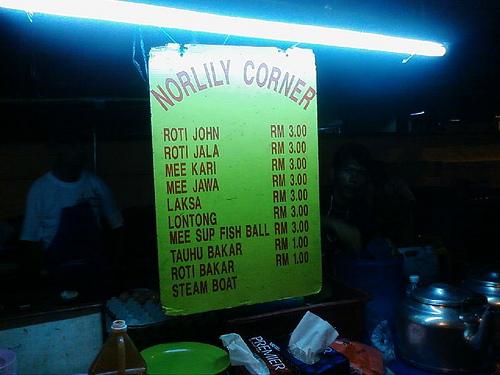 NORLILY CORNER
ROTI JOHN RM 3.00
ROTI JALA RM 3.00
MEE KARI RM 3.00
MEE JAWA RM 3.00
LAKSA RM 3.00
LONTONG RM 3.00
MEE SUP FISH BALL RM 3.00
TAUHU BAKAR RM 1.00
ROTI BAKAR RM 1.00
STEAM BOAT
PREMIER